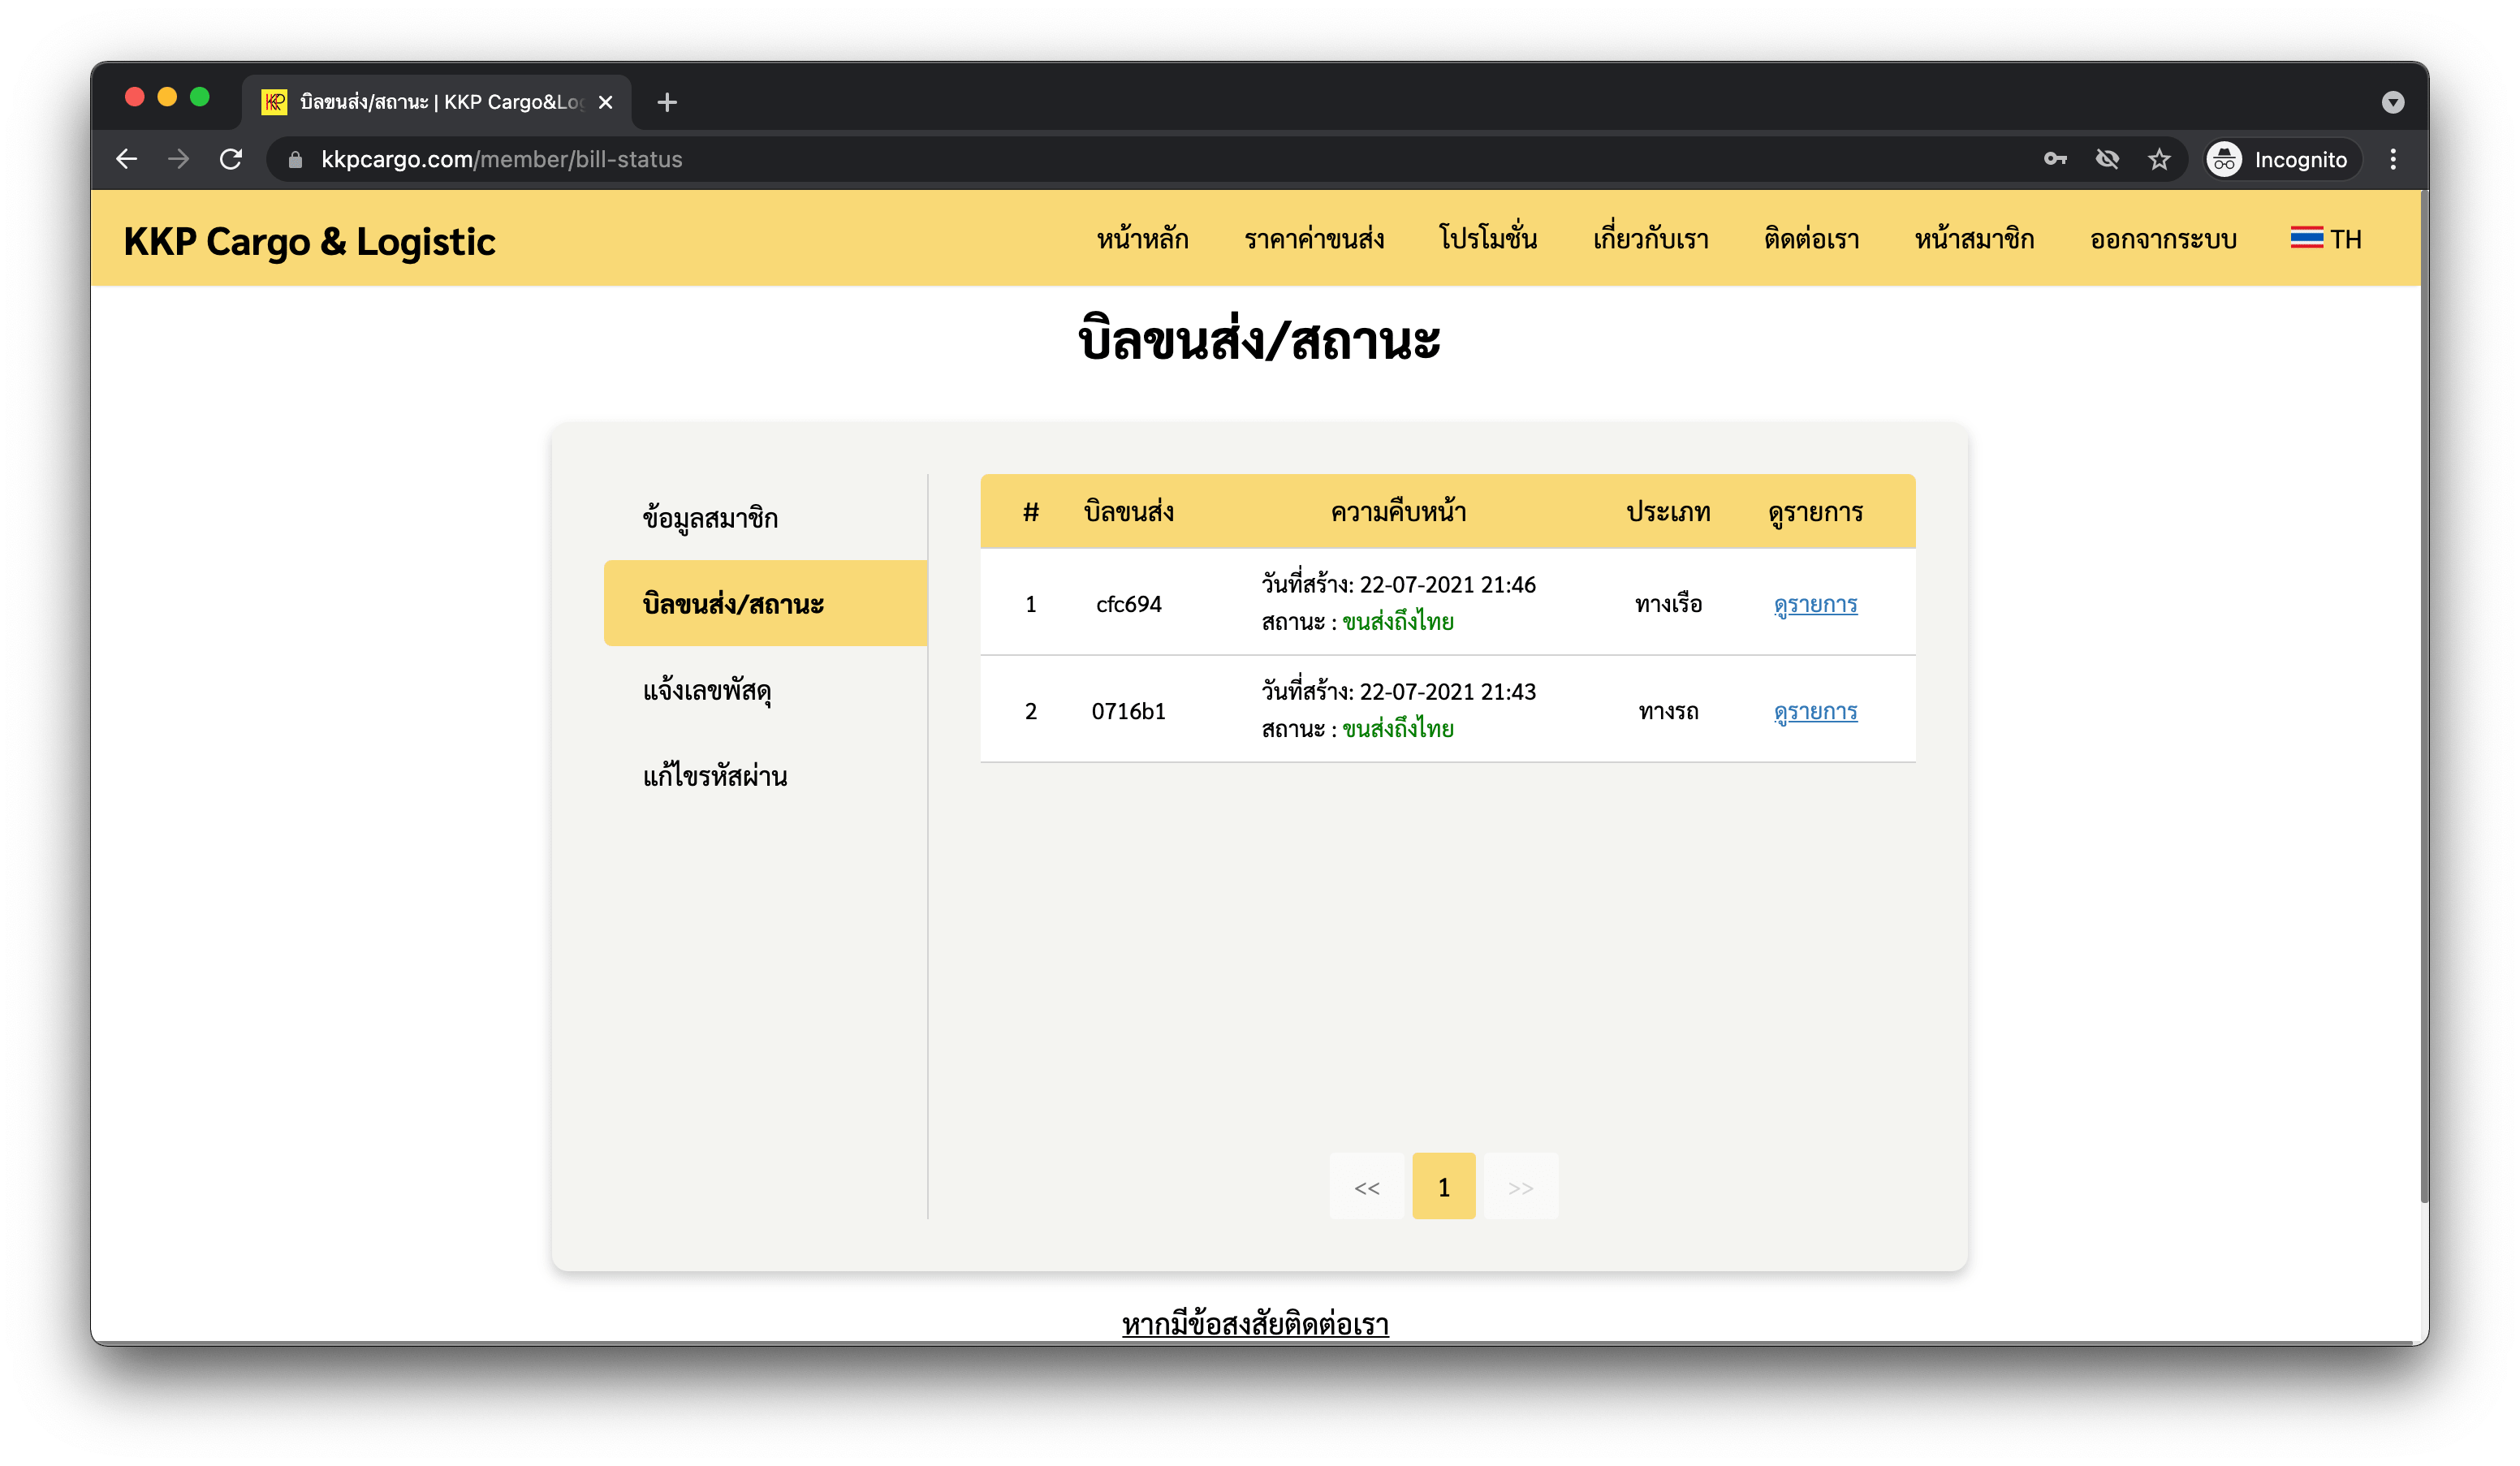 บิลขนส่ง/สถานะ | KKP Cargo&Log
kkpcargo.com/member/bill-status
Incognito
KKP Cargo & Logistic
หน้าหลัก ราคาค่าขนส่ง โปรโมชั่น เกี่ยวกับเรา ติดต่อเรา หน้าสมาชิก ออกจากระบบ TH
บิลขนส่ง/สถานะ
ข้อมูลสมาชิก
บิลขนส่ง/สถานะ
แจ้งเลขพัสดุ
แก้ไขรหัสผ่าน
# บิลขนส่ง ความคืบหน้า ประเภท ดูรายการ
1 cfc694 วันที่สร้าง: 22-07-2021 21:46 ทางเรือ ดูรายการ
สถานะ : ขนส่งถึงไทย
2 0716b1 วันที่สร้าง: 22-07-2021 21:43 ทางรถ ดูรายการ
สถานะ : ขนส่งถึงไทย
<< 1 >>
หากมีข้อสงสัยติดต่อเรา